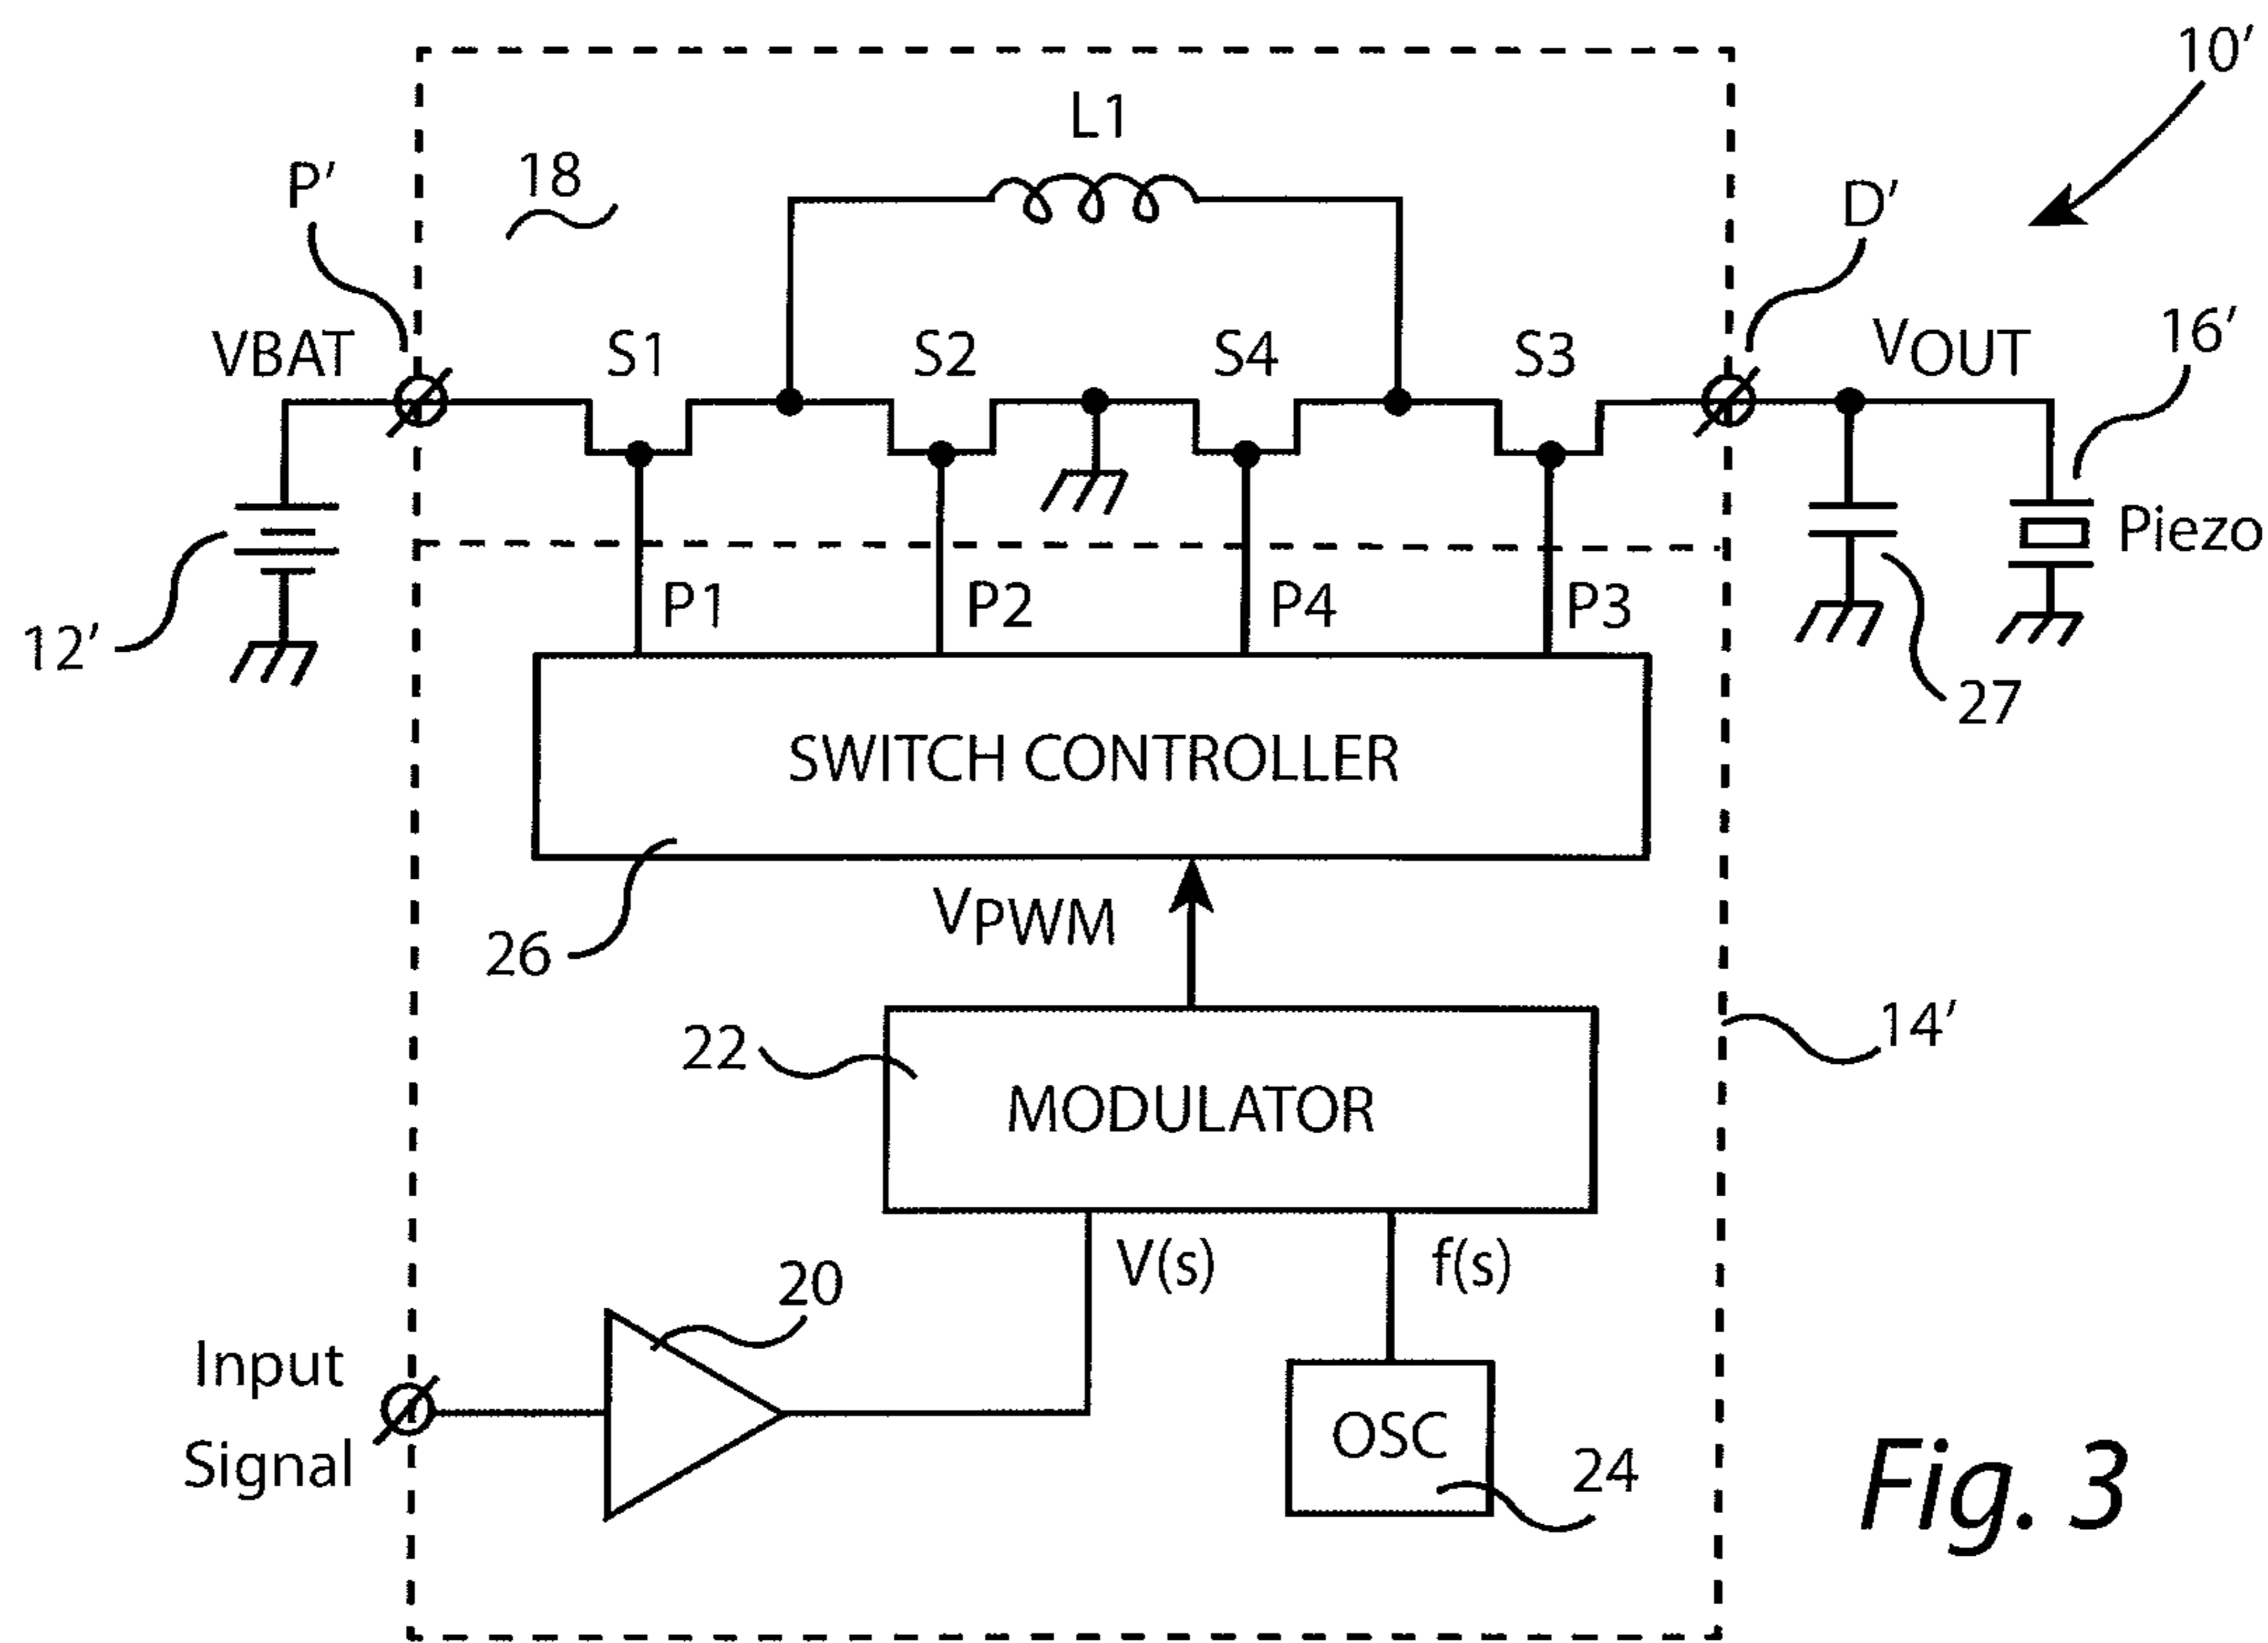 10’
L1
P’
18
D’
VBAT
S1
S2
S4
S3
VOUT
16’
Piezo
12’
P1
P2
P4
P3
27
SWITCH CONTROLLER
26
VPWM
22
14’
MODULATOR
20
V(s)
f(s)
Input
Signal
OSC
24
Fig. 3